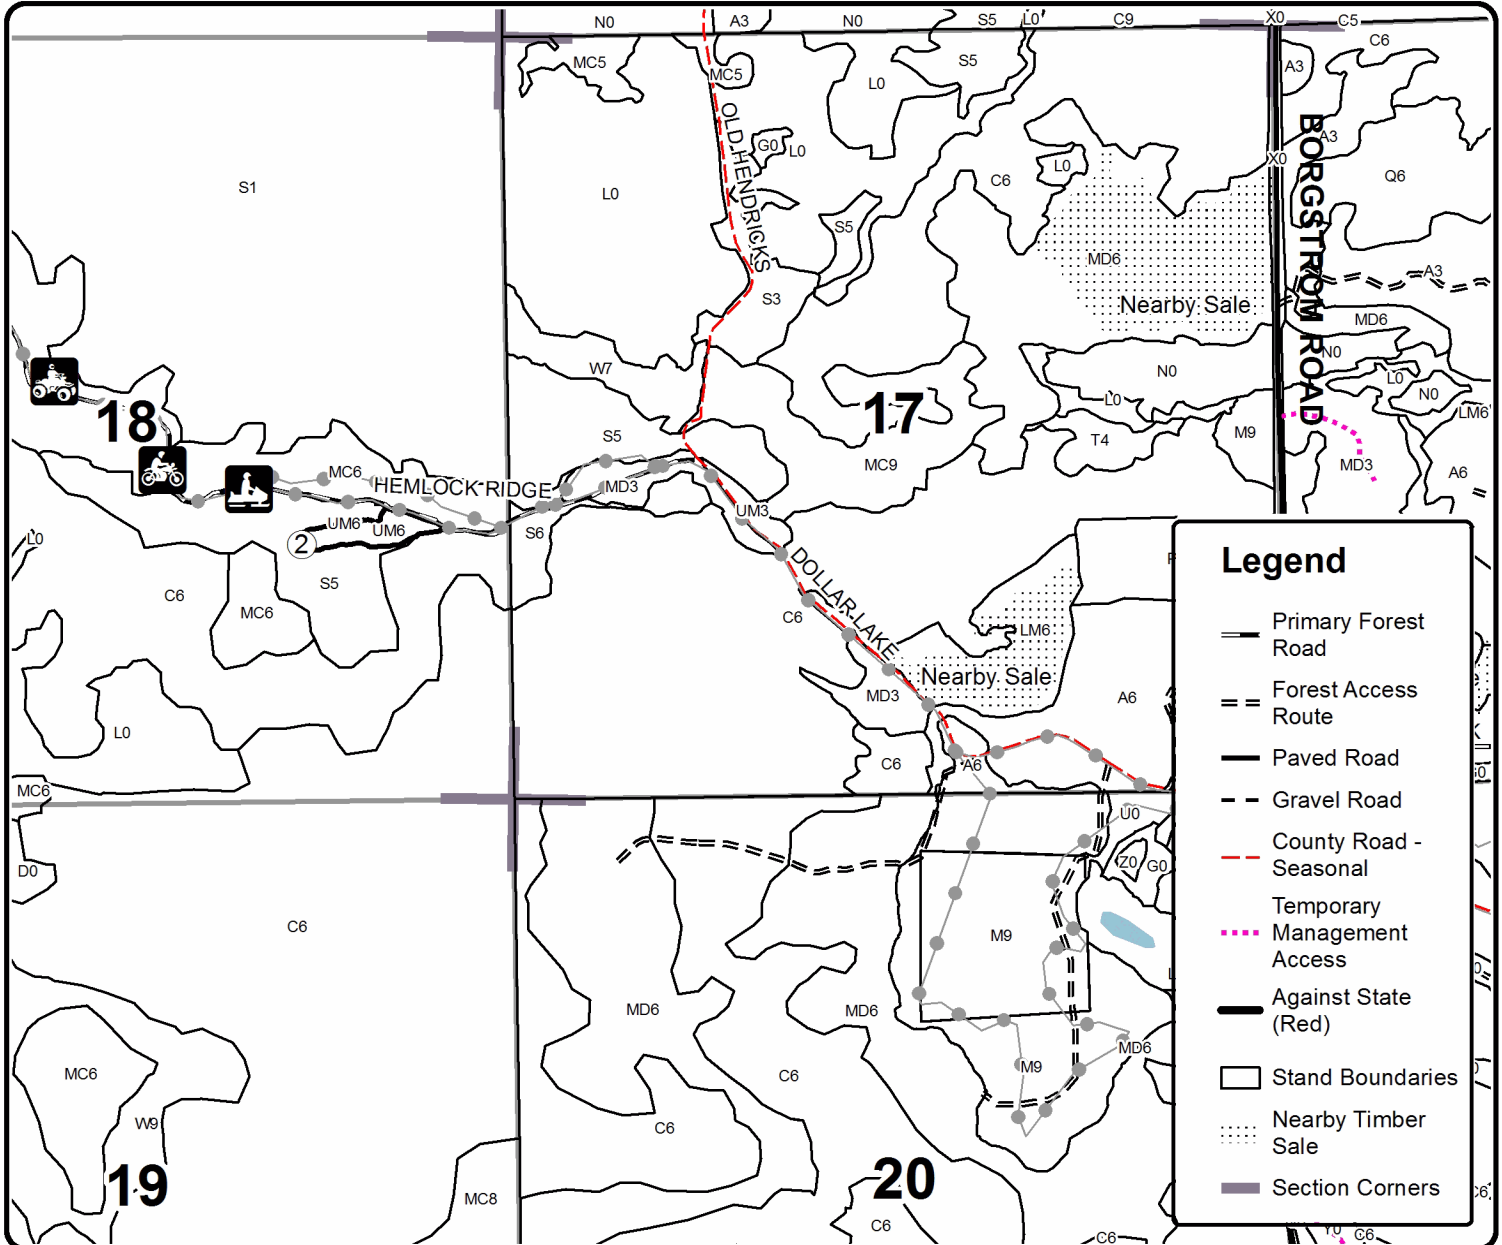 N0
A3
N0
S5
L0
C9
X0
C5
C6
MC5
MC5
S5
A3
L0
OLD HENDRICKS
BORGSTROM ROAD
A3
G0
L0
X0
L0
C6
Q6
S1
L0
S5
MD6
A3
S3
Nearby Sale
MD6
N0
W7
N0
L0
L0
N0
LM6
18
17
S5
T4
M9
MC6
MC9
MD3
A6
HEMLOCK RIDGE
MD3
UM3
UM6
UM6
S6
2
L0
DOLLAR LAKE
S5
C6
MC6
C6
LM6
Nearby Sale
MD3
A6
L0
C6
A6
MC6
U0
Z0
G0
D0
C6
M9
MD6
MD6
MD6
M9
MC6
C6
W9
C6
19
20
MC8
C6
C6
Y0
C6
Legend
Primary Forest
Road
Forest Access
Route
Paved Road
Gravel Road
County Road -
Seasonal
Temporary
Management
Access
Against State
(Red)
Stand Boundaries
Nearby Timber
Sale
Section Corners